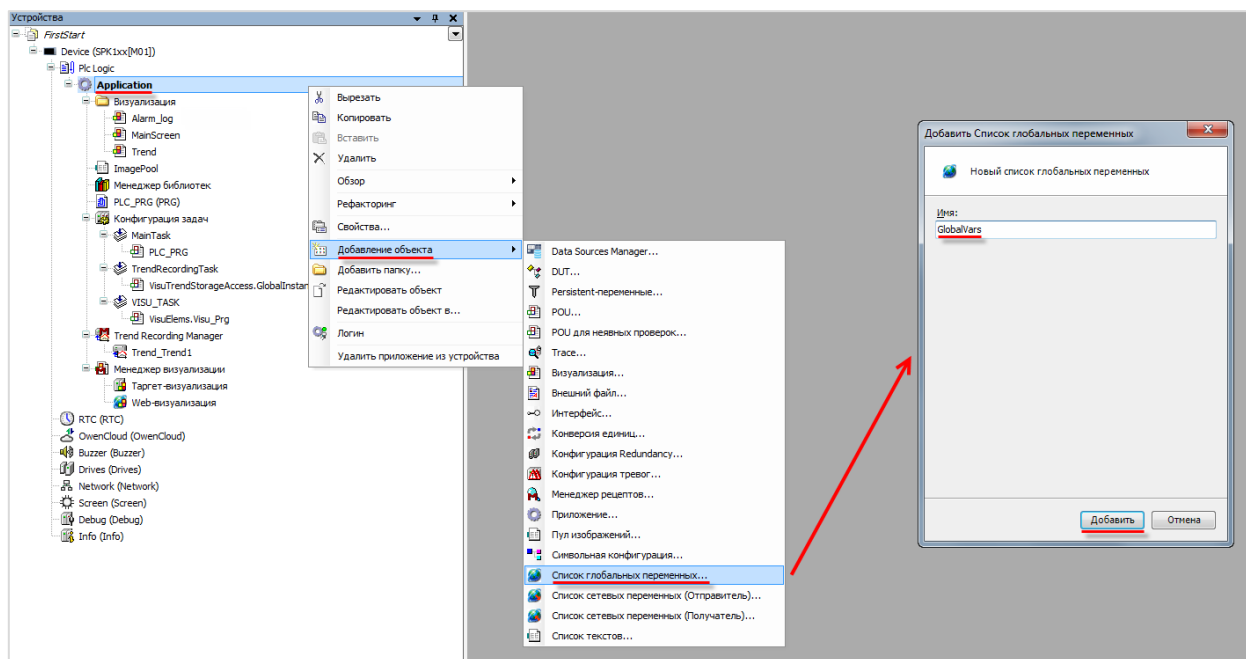 Устройства
FirstStart
Device (SPK1xx[M01])
Plc Logic
Application
Визуализация
Alarm_log
MainScreen
Trend
ImagePool
Менеджер библиотек
PLC_PRG (PRG)
Конфигурация задач
MainTask
PLC_PRG
TrendRecordingTask
VisuTrendStorageAccess.GlobalInstan
VISU_TASK
VisuElems.Visu_Prg
Trend Recording Manager
Trend_Trend1
Менеджер визуализации
Таргет-визуализация
Web-визуализация
RTC (RTC)
OwenCloud (OwenCloud)
Buzzer (Buzzer)
Drives (Drives)
Network (Network)
Screen (Screen)
Debug (Debug)
Info (Info)
Вырезать
Копировать
Вставить
Удалить
Обзор
Рефакторинг
Свойства...
Добавление объекта
Добавить папку...
Редактировать объект
Редактировать объект в...
Логин
Удалить приложение из устройства
Data Sources Manager...
DUT...
Persistent-переменные...
POU...
POU для неявных проверок...
Trace...
Визуализация...
Внешний файл...
Интерфейс...
Конверсия единиц...
Конфигурация Redundancy...
Конфигурация тревог...
Менеджер рецептов...
Приложение...
Пул изображений...
Символьная конфигурация...
Список глобальных переменных...
Список сетевых переменных (Отправитель)...
Список сетевых переменных (Получатель)...
Список текстов...
Добавить Список глобальных переменных
Новый список глобальных переменных
Имя:
GlobalVars
Добавить
Отмена